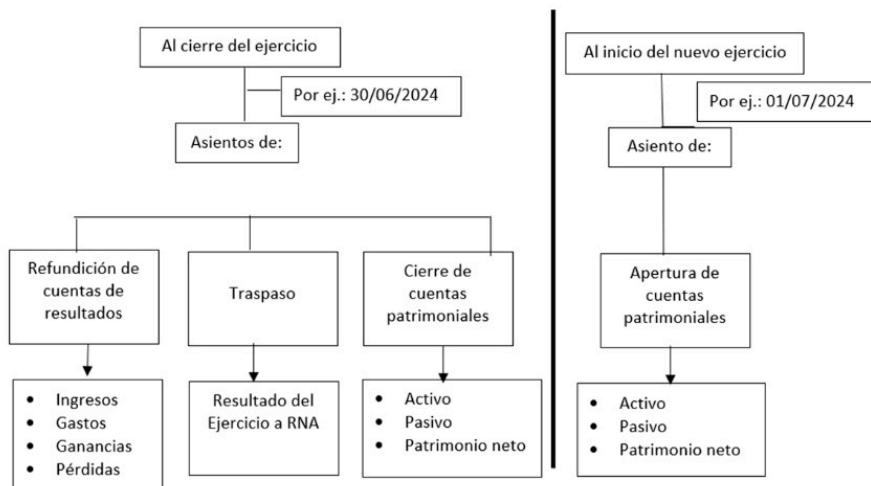 Al cierre del ejercicio
Por ej.: 30/06/2024
Asientos de:
Refundición de
cuentas de
resultados
Traspaso
Cierre de
cuentas
patrimoniales
• Ingresos
• Gastos
• Ganancias
• Pérdidas
Resultado del
Ejercicio a RNA
• Activo
• Pasivo
• Patrimonio neto
Al inicio del nuevo ejercicio
Por ej.: 01/07/2024
Asiento de:
Apertura de
cuentas
patrimoniales
• Activo
• Pasivo
• Patrimonio neto